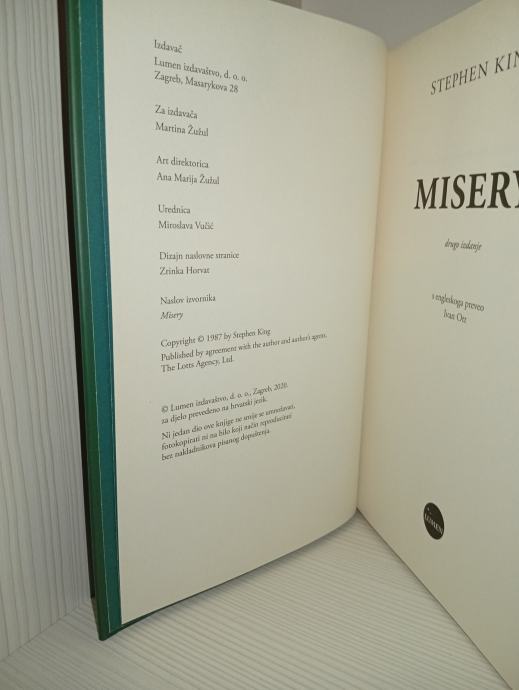 Izdavač
Lumen izdavaštvo, d. o. o.
Zagreb, Masarykova 28
Za izdavača
Martina Žužul
Art direktorica
Ana Marija Žužul
Urednica
Miroslava Vučić
Dizajn naslovne stranice
Zrinka Horvat
Naslov izvornika
Misery
Copyright © 1987 by Stephen King
Published by agreement with the author and author's agent,
The Lotts Agency, Ltd.
© Lumen izdavaštvo, d. o. o., Zagreb, 2020.
za djelo prevedeno na hrvatski jezik.
Ni jedan dio ove knjige ne smije se umnožavati,
fotokopirati ni na bilo koji način reproducirati
bez nakladnikova pisanog dopuštenja.
STEPHEN KIN
MISERY
drugo izdanje
s engleskoga preveo
Ivan Ott
LUMEN